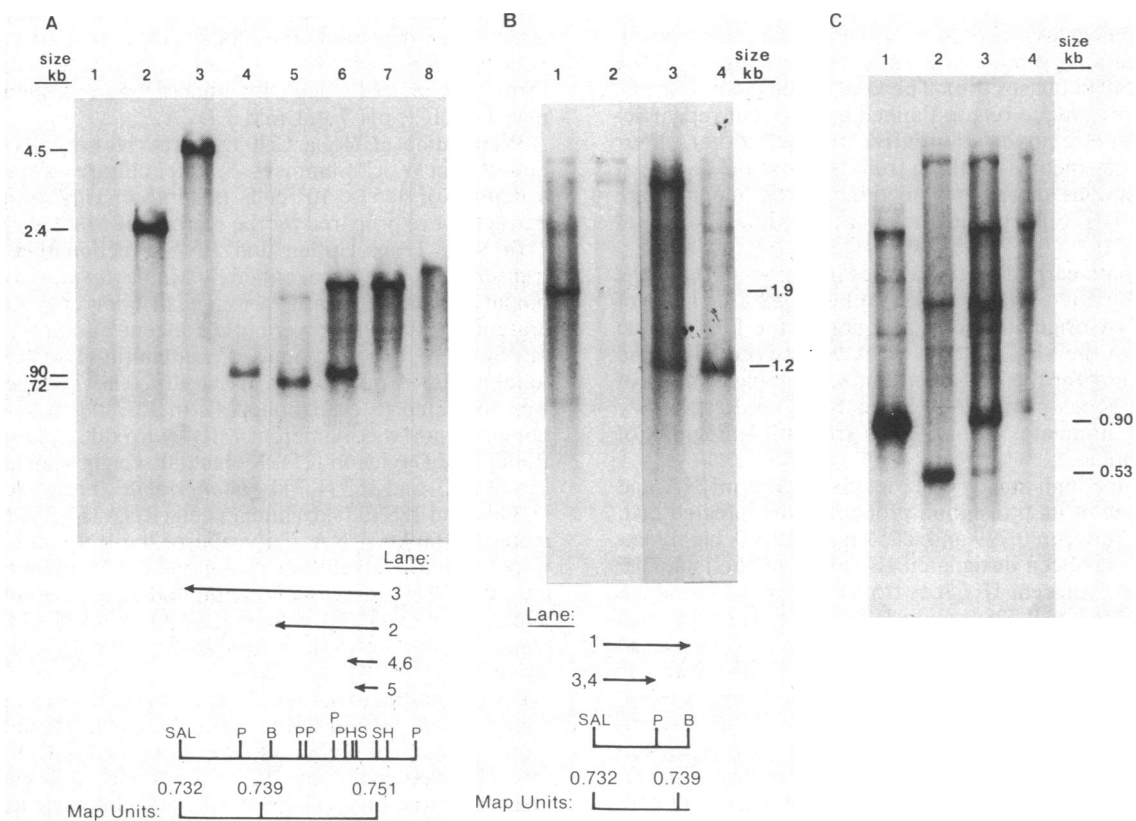 A
size
kb
1 2 3 4 5 6 7 8
4.5
2.4
.90
.72
Lane:
3
2
4,6
5
P
SAL P B PP PHS SH P
0.732 0.739 0.751
Map Units:
B
size
kb
1 2 3 4
1.9
1.2
Lane:
1
3,4
SAL P B
0.732 0.739
Map Units:
C
size
kb
1 2 3 4
0.90
0.53